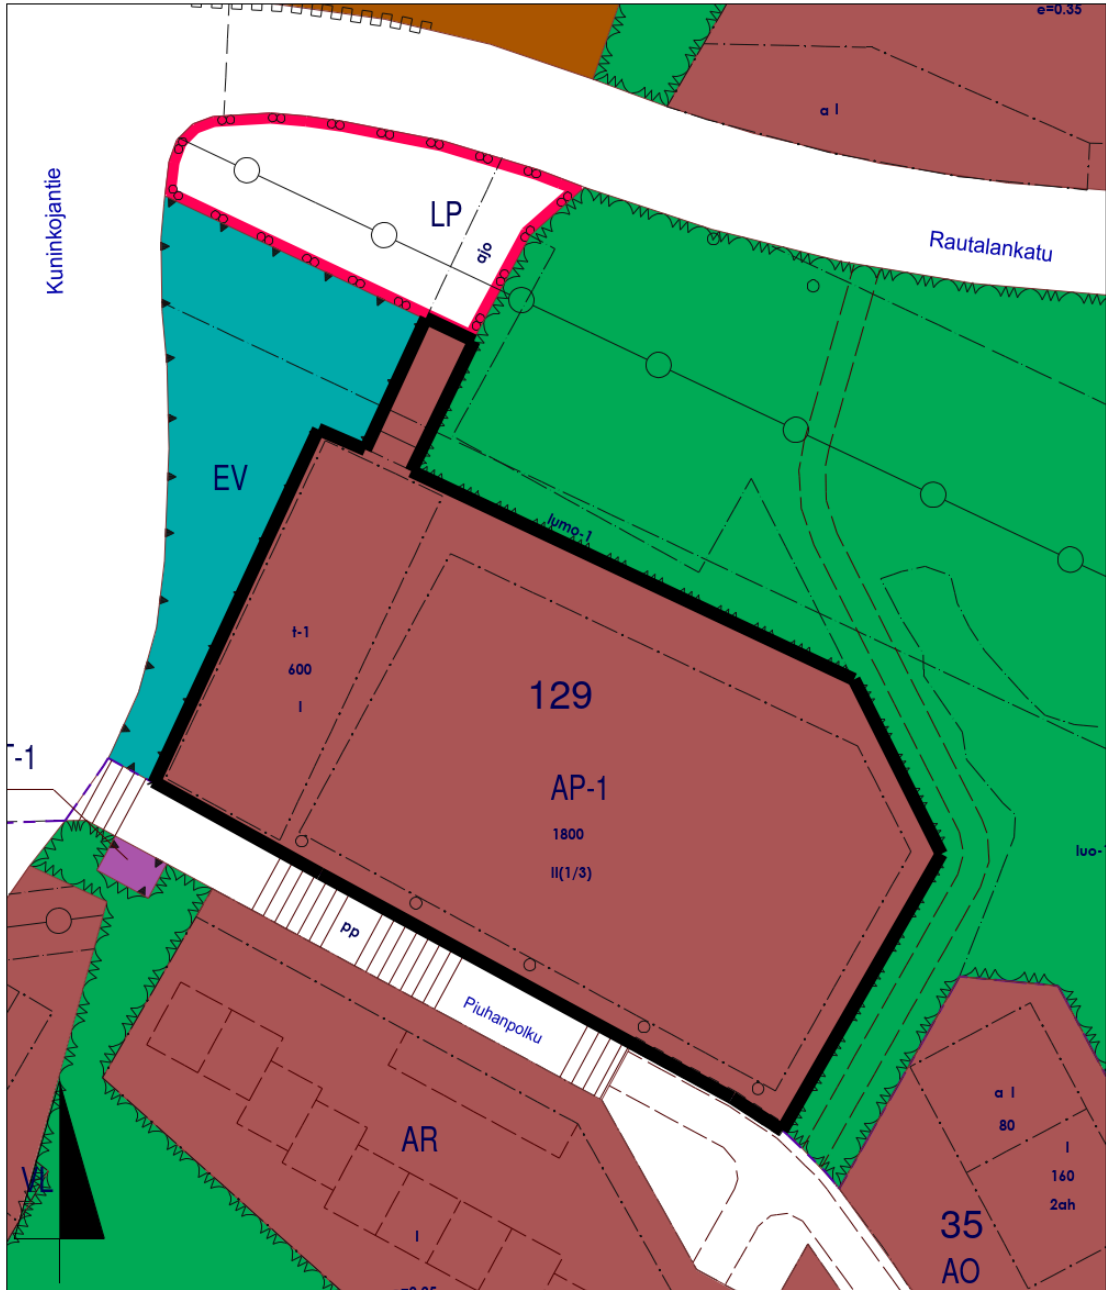 e=0.35
a I
Kuninkojantie
LP
ajo
Rautalankatu
EV
lumo-1
t-1
600
I
129
AP-1
1800
II(1/3)
-1
luo-
pp
Piuhanpolku
AR
I
VL
a I
80
I
160
2ah
35
AO